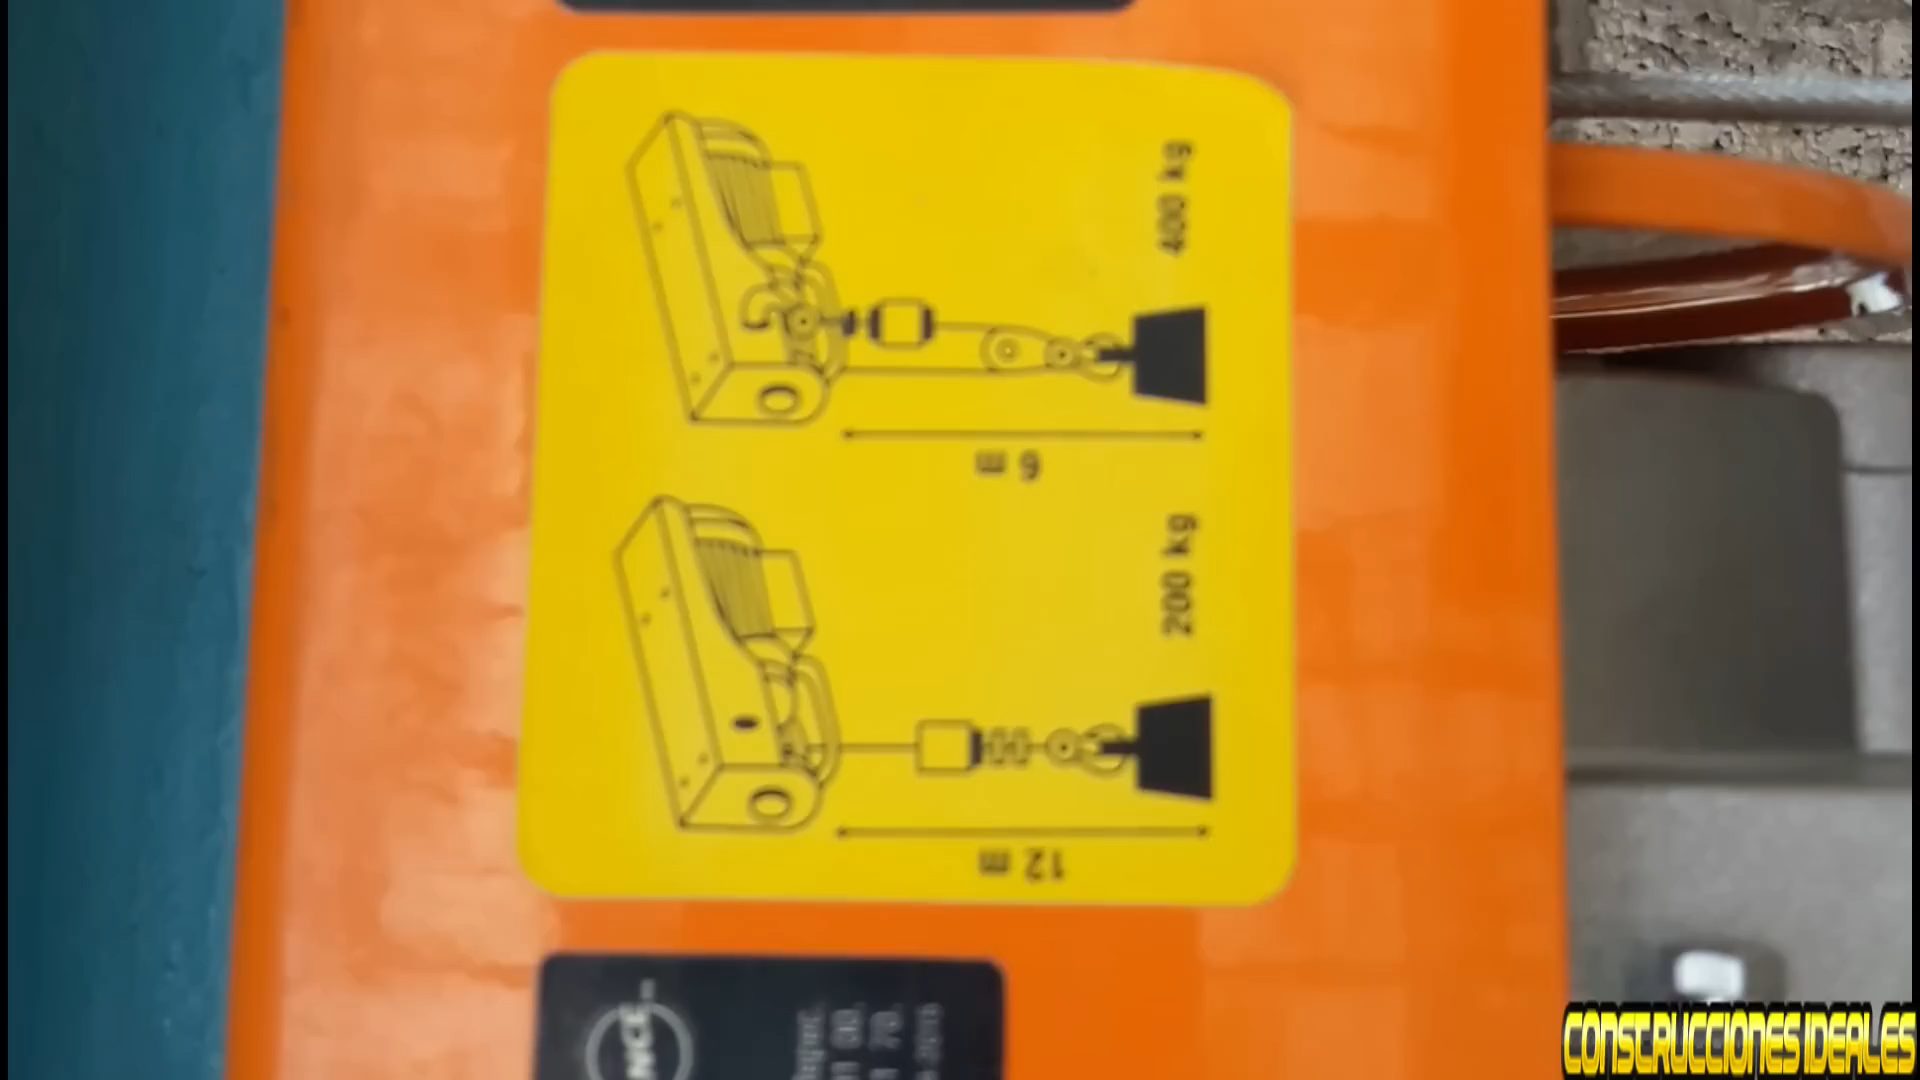 400 kg
6 m
200 kg
12 m
CONSTRUCCIONES IDEALES